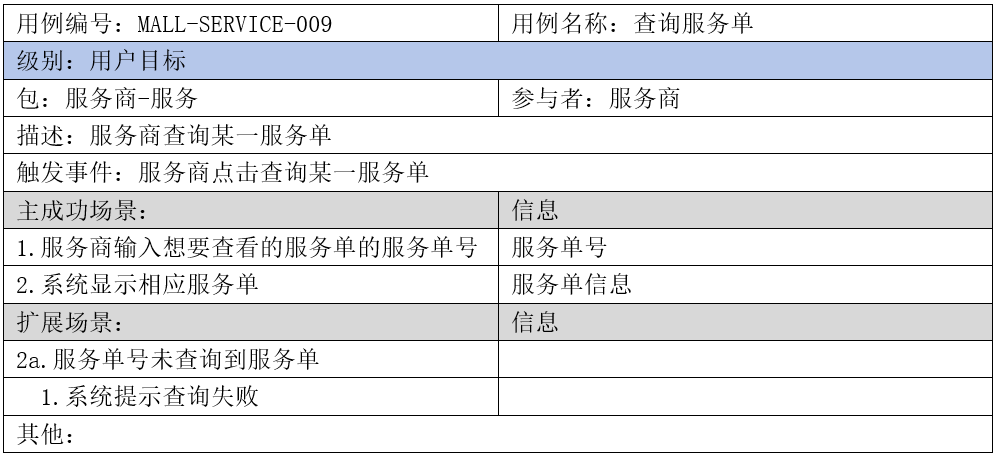 用例编号：MALL-SERVICE-009
用例名称：查询服务单
级别：用户目标
包：服务商-服务
参与者：服务商
描述：服务商查询某一服务单
触发事件：服务商点击查询某一服务单
主成功场景：
信息
1.服务商输入想要查看的服务单的服务单号
服务单号
2.系统显示相应服务单
服务单信息
扩展场景：
信息
2a.服务单号未查询到服务单
1.系统提示查询失败
其他：